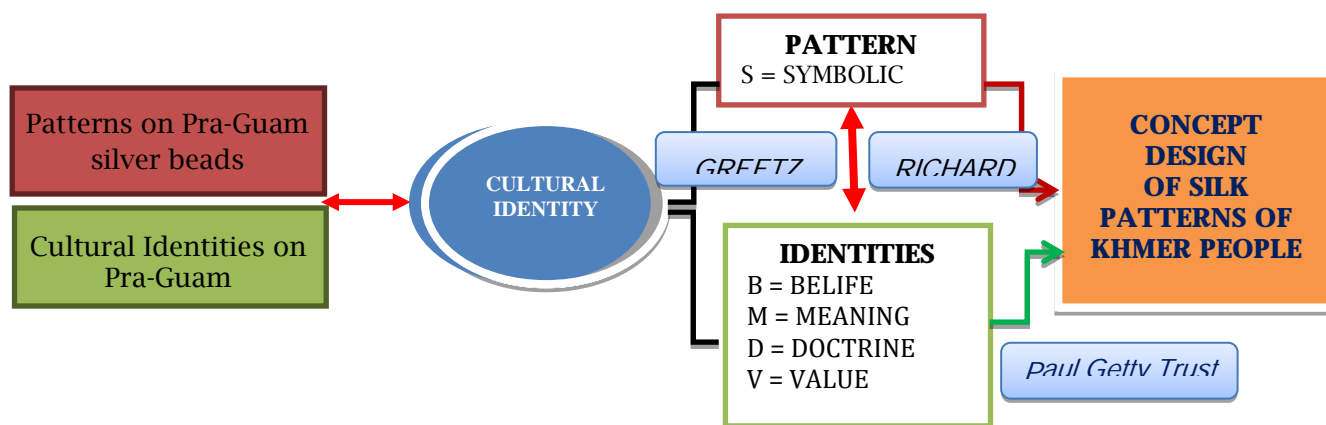 Patterns on Pra-Guam
silver beads
Cultural Identities on
Pra-Guam
CULTURAL
IDENTITY
PATTERN
S = SYMBOLIC
GREETZ
RICHARD
IDENTITIES
B = BELIFE
M = MEANING
D = DOCTRINE
V = VALUE
Paul Getty Trust
CONCEPT
DESIGN
OF SILK
PATTERNS OF
KHMER PEOPLE